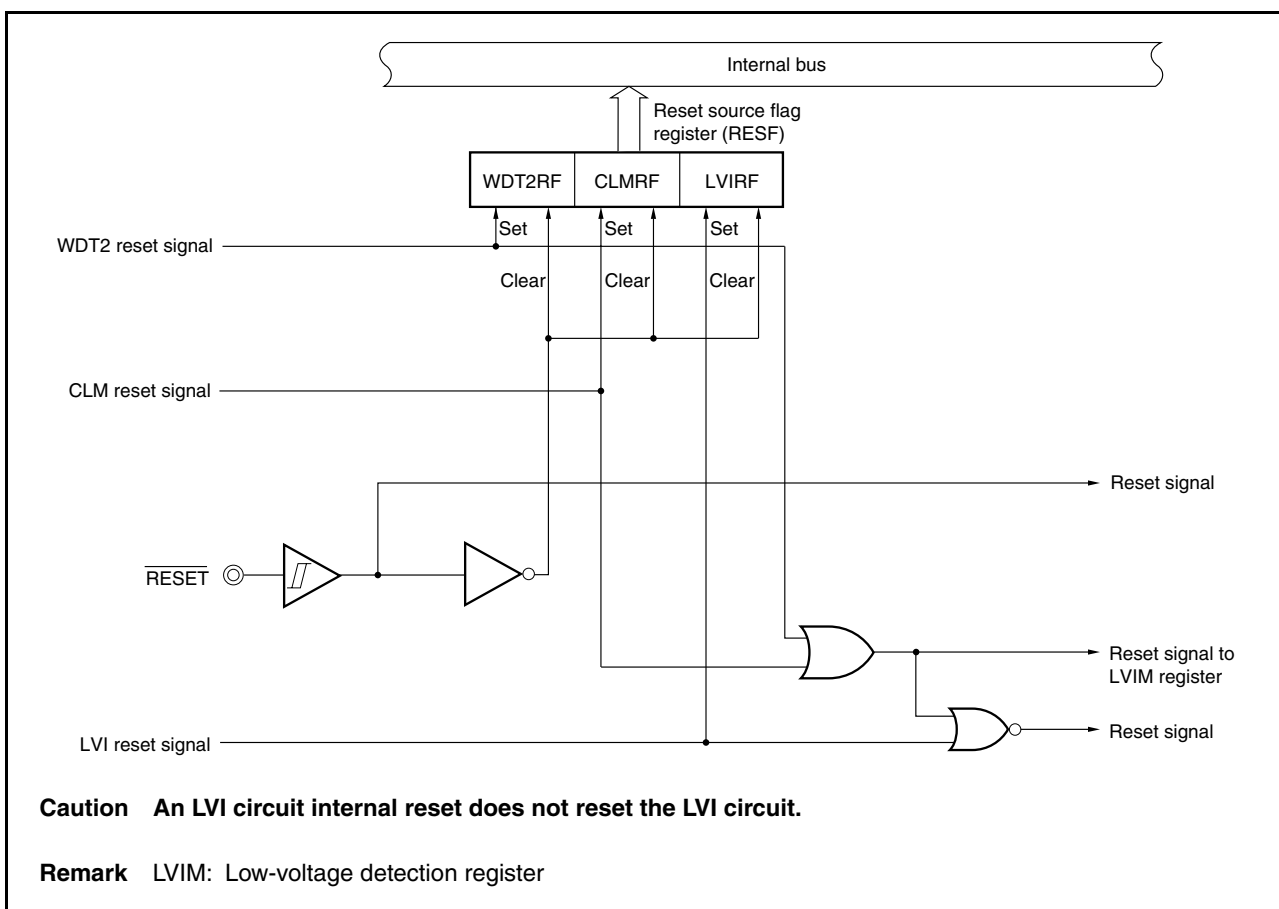 Internal bus
Reset source flag
register (RESF)
WDT2RF CLMRF LVIRF
Set Set Set
WDT2 reset signal
Clear Clear Clear
CLM reset signal
Reset signal
RESET
Reset signal to
LVIM register
Reset signal
LVI reset signal
Caution An LVI circuit internal reset does not reset the LVI circuit.
Remark LVIM: Low-voltage detection register